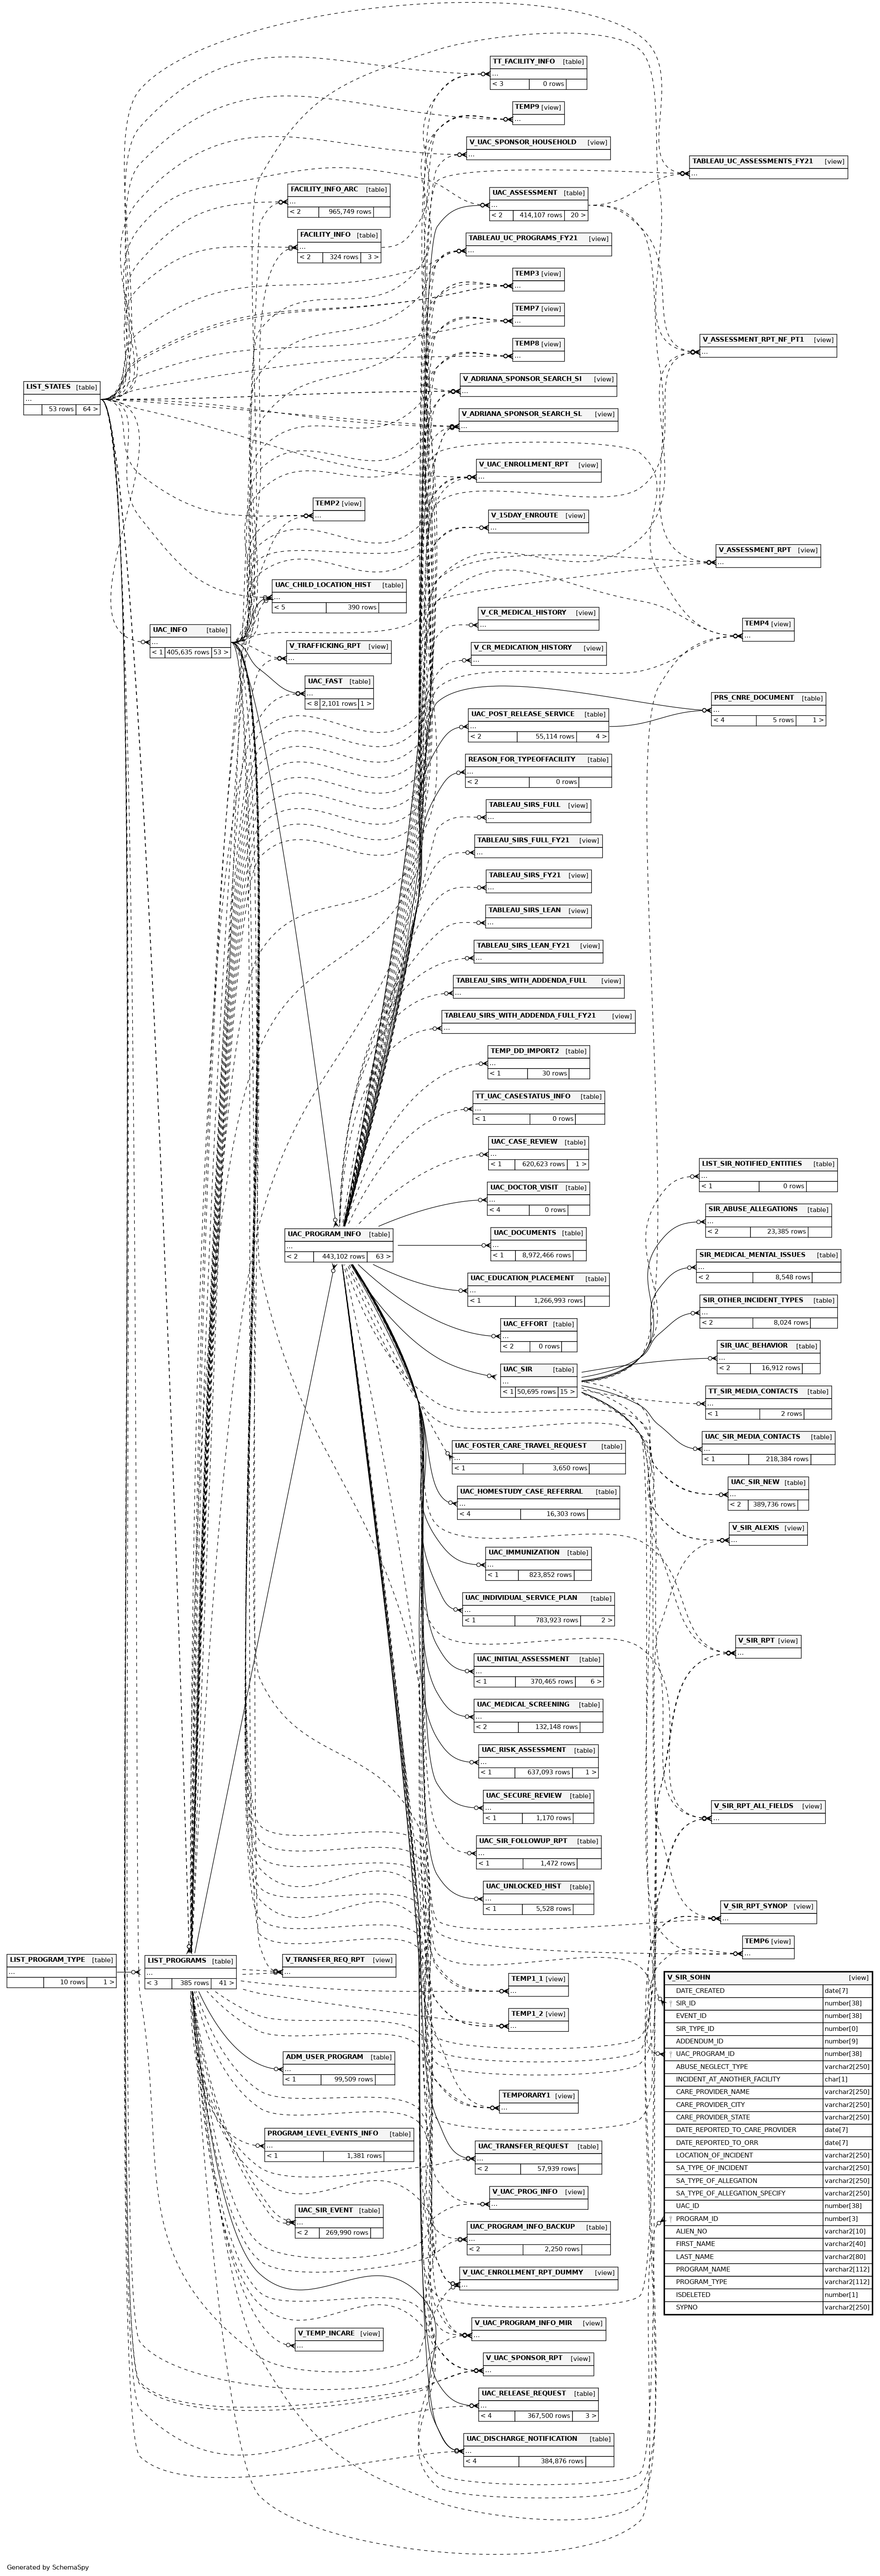 TT_FACILITY_INFO [table]
...
< 3 0 rows
TEMP9 [view]
...
V_UAC_SPONSOR_HOUSEHOLD [view]
...
TABLEAU_UC_ASSESSMENTS_FY21 [view]
...
FACILITY_INFO_ARC [table]
...
< 2 965,749 rows
UAC_ASSESSMENT [table]
...
< 2 414,107 rows 20 >
FACILITY_INFO [table]
...
< 2 324 rows 3 >
TABLEAU_UC_PROGRAMS_FY21 [view]
...
TEMP3 [view]
...
TEMP7 [view]
...
V_ASSESSMENT_RPT_NF_PT1 [view]
...
TEMP8 [view]
...
LIST_STATES [table]
...
53 rows 64 >
V_ADRIANA_SPONSOR_SEARCH_SI [view]
...
V_ADRIANA_SPONSOR_SEARCH_SL [view]
...
V_UAC_ENROLLMENT_RPT [view]
...
TEMP2 [view]
...
V_15DAY_ENROUTE [view]
...
V_ASSESSMENT_RPT [view]
...
UAC_CHILD_LOCATION_HIST [table]
...
< 5 390 rows
V_CR_MEDICAL_HISTORY [view]
...
TEMP4 [view]
...
UAC_INFO [table]
...
< 1 405,635 rows 53 >
V_TRAFFICKING_RPT [view]
...
V_CR_MEDICATION_HISTORY [view]
...
UAC_FAST [table]
...
< 8 2,101 rows 1 >
PRS_CNRE_DOCUMENT [table]
...
< 4 5 rows 1 >
UAC_POST_RELEASE_SERVICE [table]
...
< 2 55,114 rows 4 >
REASON_FOR_TYPEOFFACILITY [table]
...
< 2 0 rows
TABLEAU_SIRS_FULL [view]
...
TABLEAU_SIRS_FULL_FY21 [view]
...
TABLEAU_SIRS_FY21 [view]
...
TABLEAU_SIRS_LEAN [view]
...
TABLEAU_SIRS_LEAN_FY21 [view]
...
TABLEAU_SIRS_WITH_ADDENDA_FULL [view]
...
TABLEAU_SIRS_WITH_ADDENDA_FULL_FY21 [view]
...
TEMP_DD_IMPORT2 [table]
...
< 1 30 rows
TT_UAC_CASESTATUS_INFO [table]
...
< 1 0 rows
UAC_CASE_REVIEW [table]
...
< 1 620,623 rows 1 >
LIST_SIR_NOTIFIED_ENTITIES [table]
...
< 1 0 rows
UAC_DOCTOR_VISIT [table]
...
< 4 0 rows
SIR_ABUSE_ALLEGATIONS [table]
...
< 2 23,385 rows
UAC_PROGRAM_INFO [table]
...
< 2 443,102 rows 63 >
UAC_DOCUMENTS [table]
...
< 1 8,972,466 rows
SIR_MEDICAL_MENTAL_ISSUES [table]
...
< 2 8,548 rows
UAC_EDUCATION_PLACEMENT [table]
...
< 1 1,266,993 rows
SIR_OTHER_INCIDENT_TYPES [table]
...
< 2 8,024 rows
UAC_EFFORT [table]
...
< 2 0 rows
SIR_UAC_BEHAVIOR [table]
...
< 2 16,912 rows
UAC_SIR [table]
...
< 1 50,695 rows 15 >
TT_SIR_MEDIA_CONTACTS [table]
...
< 1 2 rows
UAC_SIR_MEDIA_CONTACTS [table]
...
< 1 218,384 rows
UAC_FOSTER_CARE_TRAVEL_REQUEST [table]
...
< 1 3,650 rows
UAC_SIR_NEW [table]
...
< 2 389,736 rows
UAC_HOMESTUDY_CASE_REFERRAL [table]
...
< 4 16,303 rows
V_SIR_ALEXIS [view]
...
UAC_IMMUNIZATION [table]
...
< 1 823,852 rows
UAC_INDIVIDUAL_SERVICE_PLAN [table]
...
< 1 783,923 rows 2 >
V_SIR_RPT [view]
...
UAC_INITIAL_ASSESSMENT [table]
...
< 1 370,465 rows 6 >
UAC_MEDICAL_SCREENING [table]
...
< 2 132,148 rows
UAC_RISK_ASSESSMENT [table]
...
< 1 637,093 rows 1 >
UAC_SECURE_REVIEW [table]
...
< 1 1,170 rows
V_SIR_RPT_ALL_FIELDS [view]
...
UAC_SIR_FOLLOWUP_RPT [table]
...
< 1 1,472 rows
UAC_UNLOCKED_HIST [table]
...
< 1 5,528 rows
V_SIR_RPT_SYNOP [view]
...
TEMP6 [view]
...
LIST_PROGRAM_TYPE [table]
...
10 rows 1 >
LIST_PROGRAMS [table]
...
< 3 385 rows 41 >
V_TRANSFER_REQ_RPT [view]
...
TEMP1_1 [view]
...
TEMP1_2 [view]
...
ADM_USER_PROGRAM [table]
...
< 1 99,509 rows
TEMPORARY1 [view]
...
PROGRAM_LEVEL_EVENTS_INFO [table]
...
< 1 1,381 rows
UAC_TRANSFER_REQUEST [table]
...
< 2 57,939 rows
V_UAC_PROG_INFO [view]
...
UAC_SIR_EVENT [table]
...
< 2 269,990 rows
UAC_PROGRAM_INFO_BACKUP [table]
...
< 2 2,250 rows
V_UAC_ENROLLMENT_RPT_DUMMY [view]
...
V_UAC_PROGRAM_INFO_MIR [view]
...
V_TEMP_INCARE [view]
...
V_UAC_SPONSOR_RPT [view]
...
UAC_RELEASE_REQUEST [table]
...
< 4 367,500 rows 3 >
UAC_DISCHARGE_NOTIFICATION [table]
...
< 4 384,876 rows
V_SIR_SOHN [view]
DATE_CREATED date[7]
SIR_ID number[38]
EVENT_ID number[38]
SIR_TYPE_ID number[0]
ADDENDUM_ID number[9]
UAC_PROGRAM_ID number[38]
ABUSE_NEGLECT_TYPE varchar2[250]
INCIDENT_AT_ANOTHER_FACILITY char[1]
CARE_PROVIDER_NAME varchar2[250]
CARE_PROVIDER_CITY varchar2[250]
CARE_PROVIDER_STATE varchar2[250]
DATE_REPORTED_TO_CARE_PROVIDER date[7]
DATE_REPORTED_TO_ORR date[7]
LOCATION_OF_INCIDENT varchar2[250]
SA_TYPE_OF_INCIDENT varchar2[250]
SA_TYPE_OF_ALLEGATION varchar2[250]
SA_TYPE_OF_ALLEGATION_SPECIFY varchar2[250]
UAC_ID number[38]
PROGRAM_ID number[3]
ALIEN_NO varchar2[10]
FIRST_NAME varchar2[40]
LAST_NAME varchar2[80]
PROGRAM_NAME varchar2[112]
PROGRAM_TYPE varchar2[112]
ISDELETED number[1]
SYPNO varchar2[250]
Generated by SchemaSpy